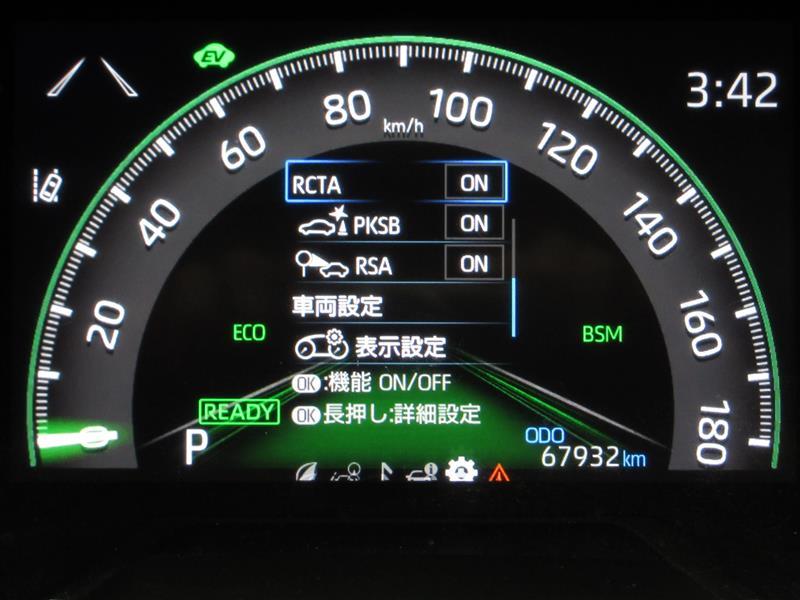 EV
3:42
20
40
60
80
100
120
140
160
180
km/h
RCTA ON
PKSB ON
RSA ON
車両設定
表示設定
OK:機能 ON/OFF
OK長押し:詳細設定
ECO
BSM
READY
P
ODO
67932km